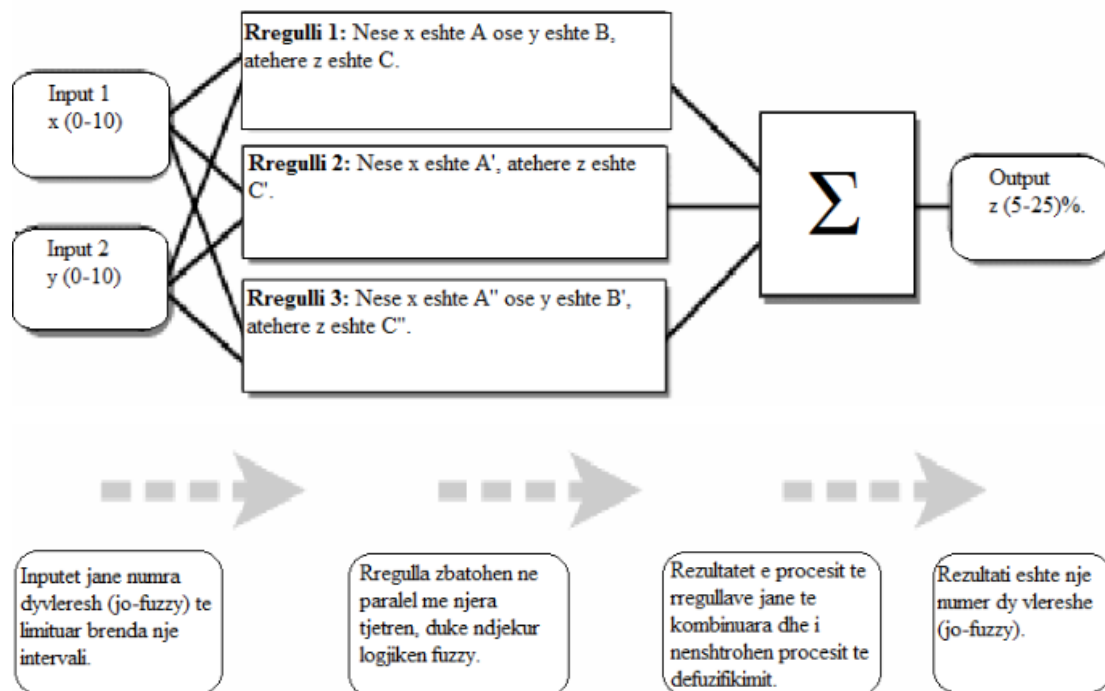 Rregulli 1: Nese x eshte A ose y eshte B,
atehere z eshte C.
Input 1
x (0-10)
Rregulli 2: Nese x eshte A', atehere z eshte
C'.
Σ
Output
z (5-25)%.
Input 2
y (0-10)
Rregulli 3: Nese x eshte A'' ose y eshte B',
atehere z eshte C''.
Inputet jane numra
dyvleresh (jo-fuzzy) te
limituar brenda nje
intervali.
Rregulla zbatohen ne
paralel me njera
tjetren, duke ndjekur
logjiken fuzzy.
Rezultatet e procesit te
rregullave jane te
kombinuara dhe i
nenshtrohen procesit te
defuzifikimit.
Rezultati eshte nje
numer dy vlereshe
(jo-fuzzy).